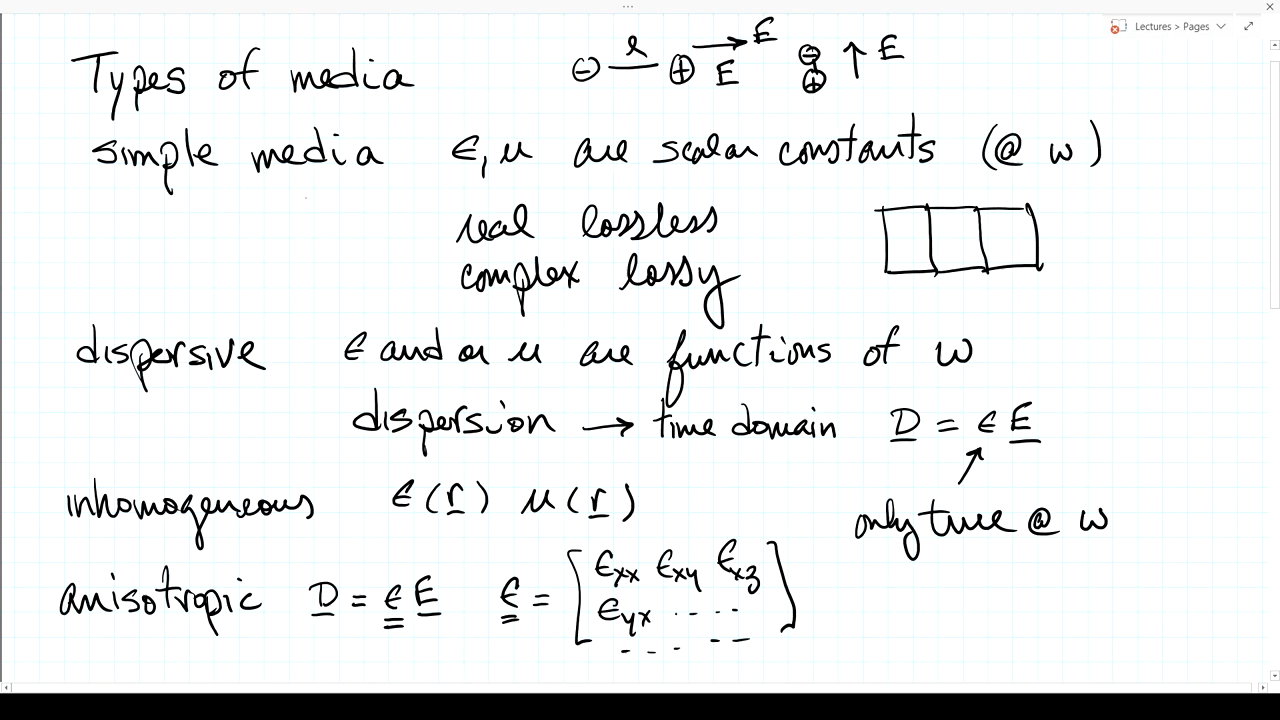 Lectures > Pages
Types of media
⊖ ⊕ E E ⊖ ⊕ E
simple media ϵ, μ are scalar constants (@ ω)
real lossless
complex lossy
dispersive ϵ and or μ are functions of ω
dispersion → time domain D = ϵ E
only true @ ω
inhomogeneous ϵ(r) μ(r)
anisotropic D = ϵ E ϵ = [ϵxx ϵxy ϵxz
ϵyx ....
. . . _ _]